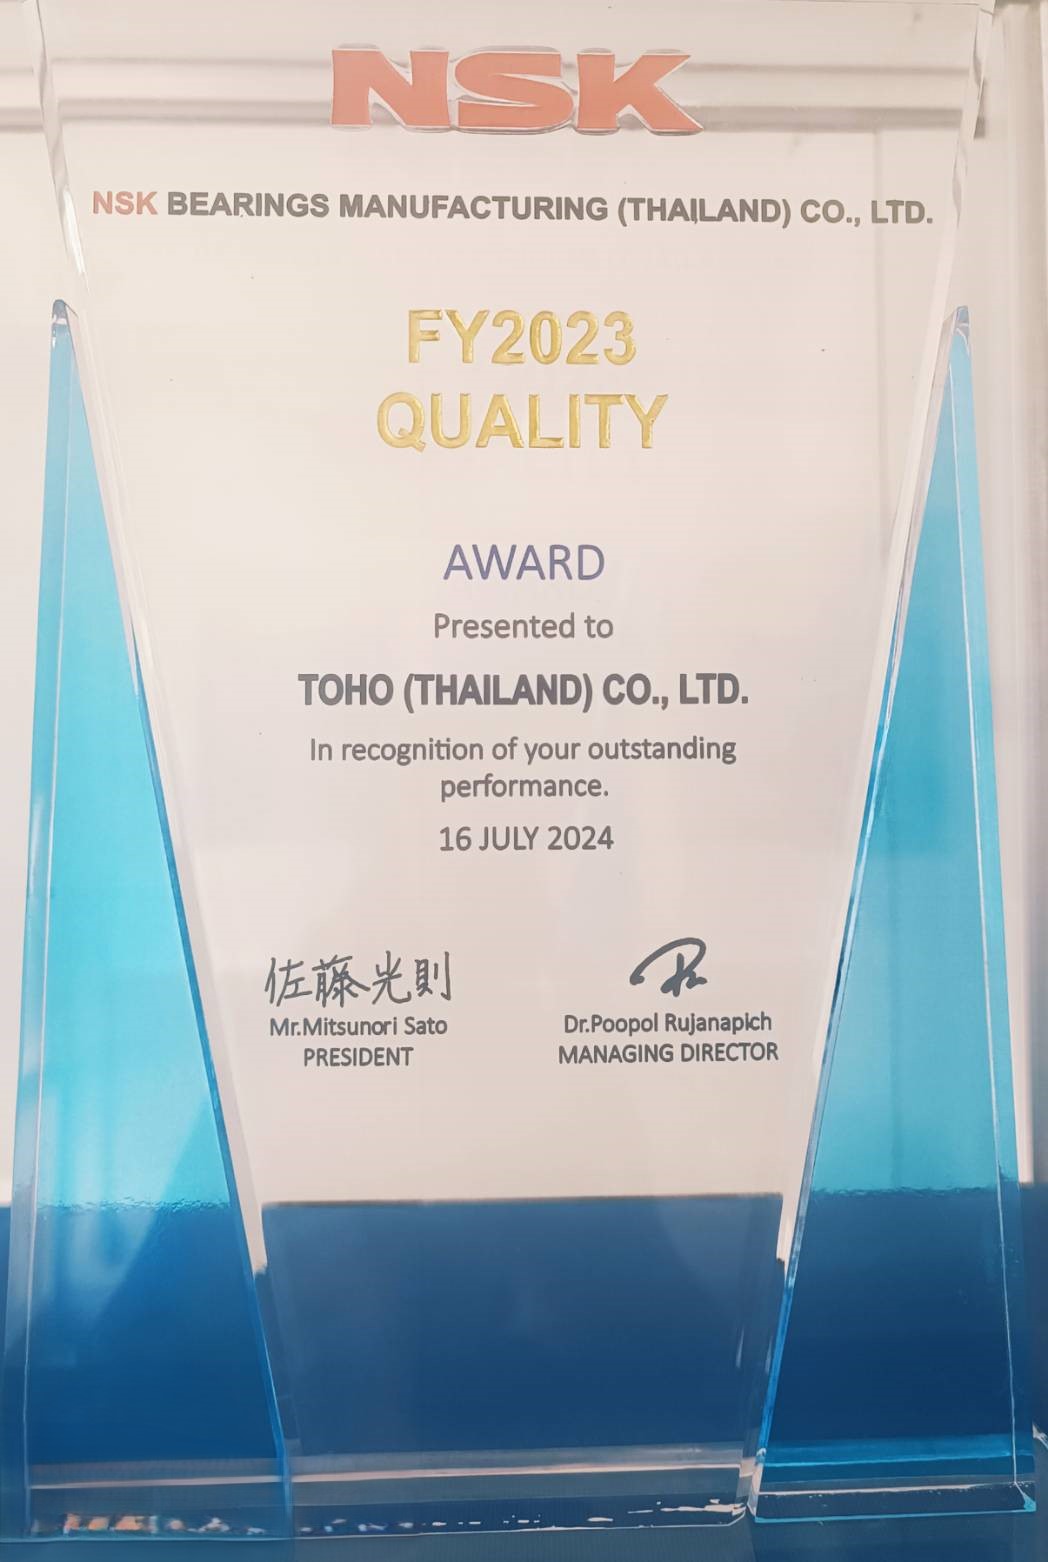 NSK
NSK BEARINGS MANUFACTURING (THAILAND) CO., LTD.
FY2023
QUALITY
AWARD
Presented to
TOHO (THAILAND) CO., LTD.
In recognition of your outstanding
performance.
16 JULY 2024
佐藤光則
Mr.Mitsunori Sato
PRESIDENT
Dr.Poopol Rujanapich
MANAGING DIRECTOR